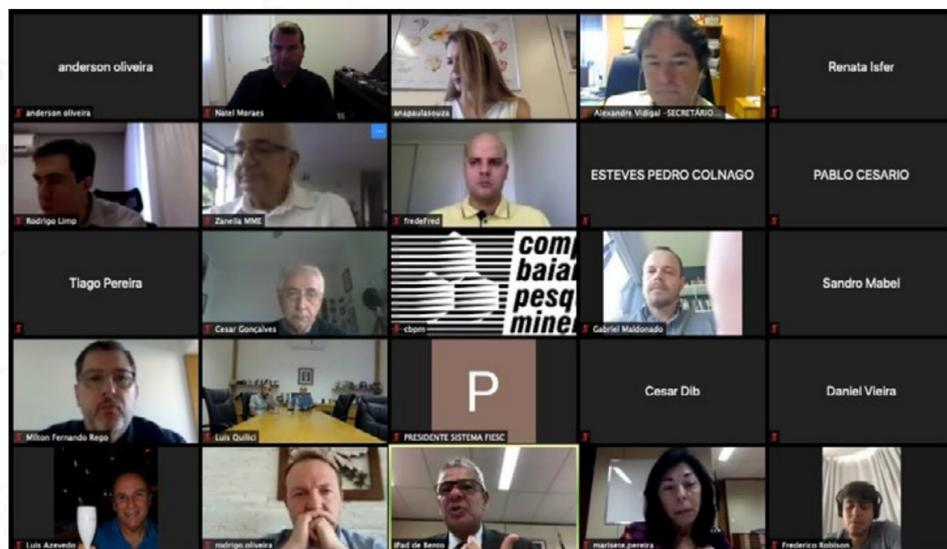 anderson oliveira
anderson oliveira
Natel Moraes
anapaulasouza
Alexandre Vidigal -SECRETÁRIO...
Renata Isfer
Rodrigo Limp
Zanella MME
fredefred
ESTEVES PEDRO COLNAGO
PABLO CESARIO
Tiago Pereira
Cesar Gonçalves
comp
baia
pesq
miner
cbpm
Gabriel Maldonado
Sandro Mabel
Milton Fernando Rego
Luis Quilici
P
PRESIDENTE SISTEMA FIESC
Cesar Dib
Daniel Vieira
Luis Azevedo
rodrigo.oliveira
iPad de Bento
marisete.pereira
Frederico Robison